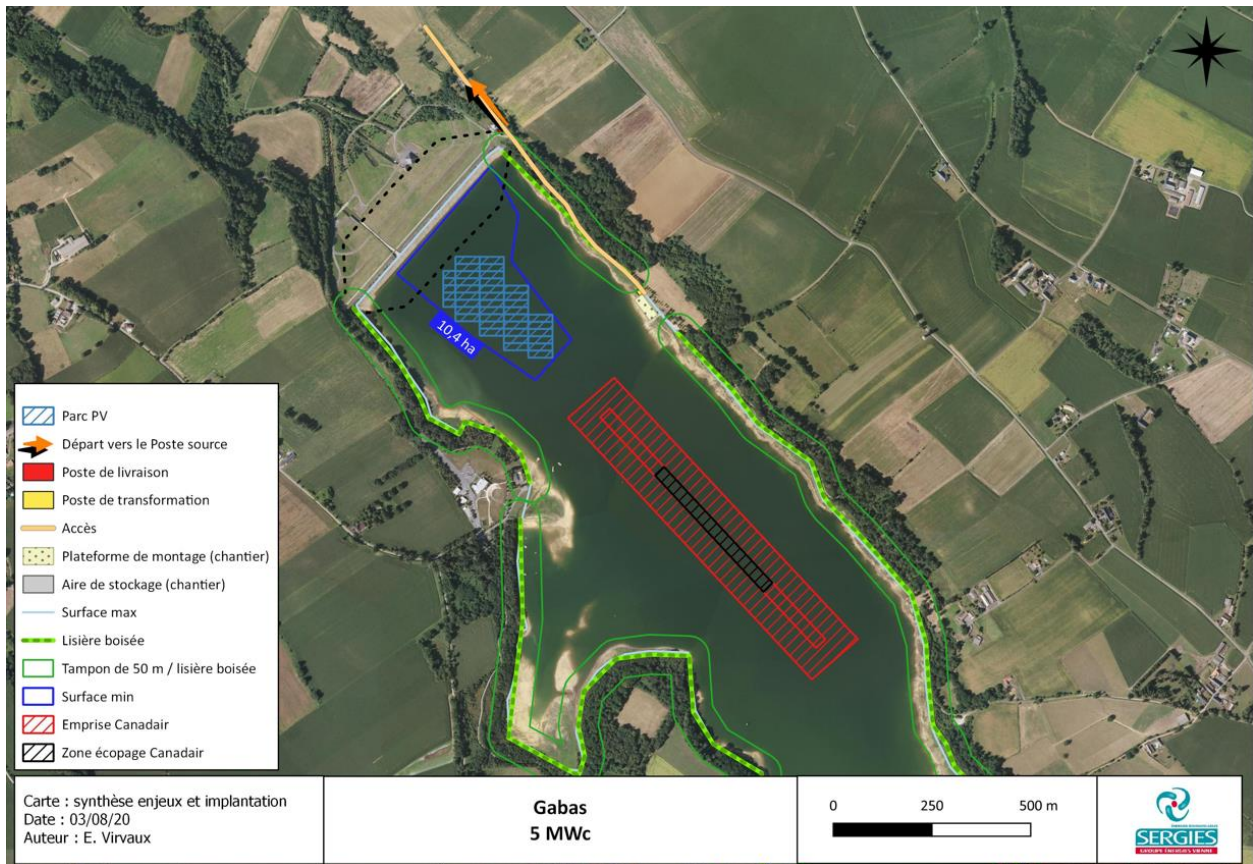 10,4 ha
Parc PV
Départ vers le Poste source
Poste de livraison
Poste de transformation
Accès
Plateforme de montage (chantier)
Aire de stockage (chantier)
Surface max
Lisière boisée
Tampon de 50 m / lisière boisée
Surface min
Emprise Canadair
Zone écopage Canadair
Carte : synthèse enjeux et implantation
Date : 03/08/20
Auteur : E. Virvaux
Gabas
5 MWc
0 250 500 m
SERGIES
GROUPE ENERGIES VIENNE